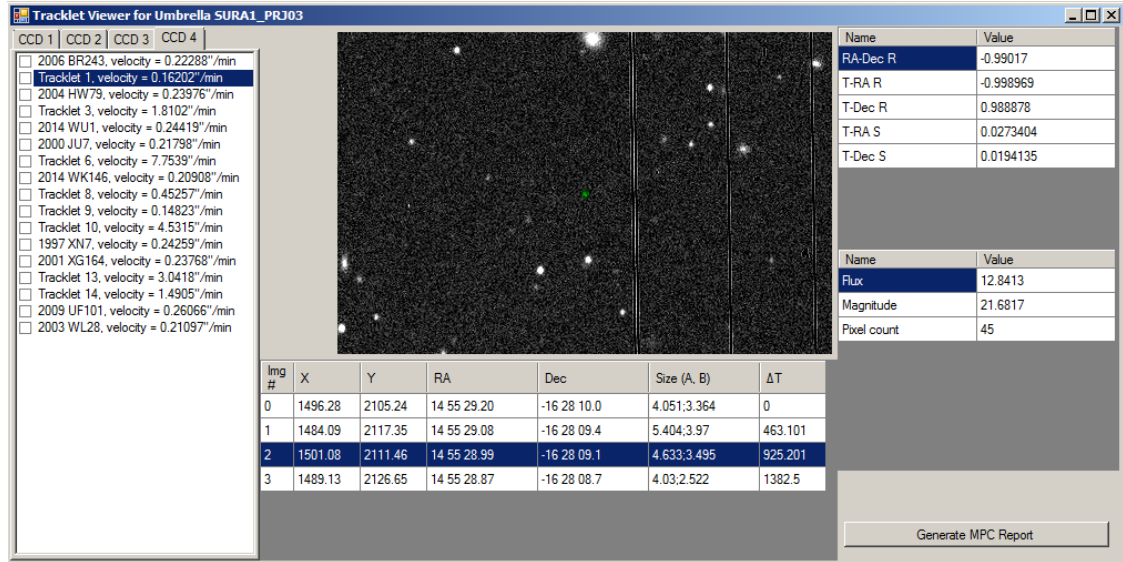 Tracklet Viewer for Umbrella SURA1_PRJ03
CCD 1 CCD 2 CCD 3 CCD 4
2006 BR243, velocity = 0.22288"/min
Tracklet 1, velocity = 0.16202"/min
2004 HW79, velocity = 0.23976"/min
Tracklet 3, velocity = 1.8102"/min
2014 WU1, velocity = 0.24419"/min
2000 JU7, velocity = 0.21798"/min
Tracklet 6, velocity = 7.7539"/min
2014 WK146, velocity = 0.20908"/min
Tracklet 8, velocity = 0.45257"/min
Tracklet 9, velocity = 0.14823"/min
Tracklet 10, velocity = 4.5315"/min
1997 XN7, velocity = 0.24259"/min
2001 XG164, velocity = 0.23768"/min
Tracklet 13, velocity = 3.0418"/min
Tracklet 14, velocity = 1.4905"/min
2009 UF101, velocity = 0.26066"/min
2003 WL28, velocity = 0.21097"/min
Img # X Y RA Dec Size (A, B) ΔT
0 1496.28 2105.24 14 55 29.20 -16 28 10.0 4.051;3.364 0
1 1484.09 2117.35 14 55 29.08 -16 28 09.4 5.404;3.97 463.101
2 1501.08 2111.46 14 55 28.99 -16 28 09.1 4.633;3.495 925.201
3 1489.13 2126.65 14 55 28.87 -16 28 08.7 4.03;2.522 1382.5
Name Value
RA-Dec R -0.99017
T-RA R -0.998969
T-Dec R 0.988878
T-RA S 0.0273404
T-Dec S 0.0194135
Name Value
Flux 12.8413
Magnitude 21.6817
Pixel count 45
Generate MPC Report